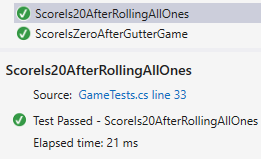 ScoreIs20AfterRollingAllOnes
ScoreIsZeroAfterGutterGame
ScoreIs20AfterRollingAllOnes
Source: GameTests.cs line 33
Test Passed - ScoreIs20AfterRollingAllOnes
Elapsed time: 21 ms